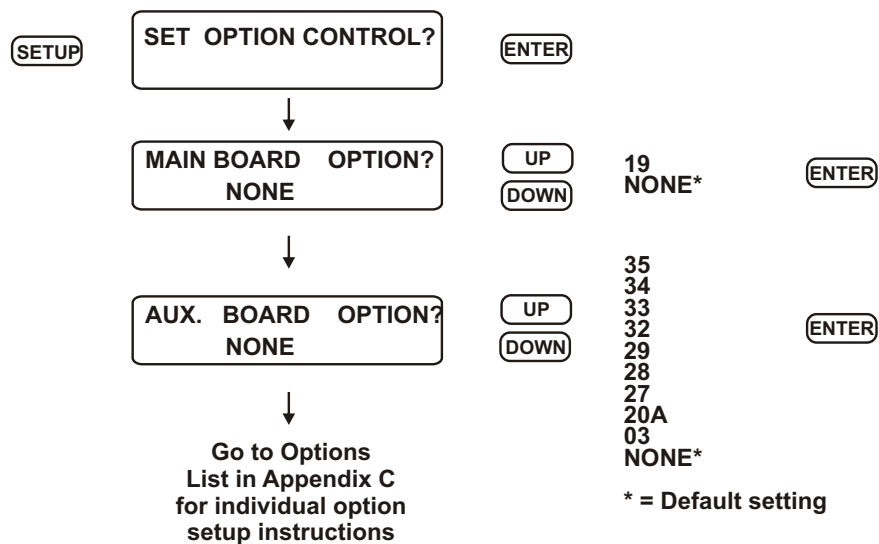 SETUP
SET OPTION CONTROL?
ENTER
MAIN BOARD OPTION?
NONE
UP
DOWN
19
NONE*
ENTER
AUX. BOARD OPTION?
NONE
UP
DOWN
35
34
33
32
29
28
27
20A
03
NONE*
ENTER
* = Default setting
Go to Options
List in Appendix C
for individual option
setup instructions